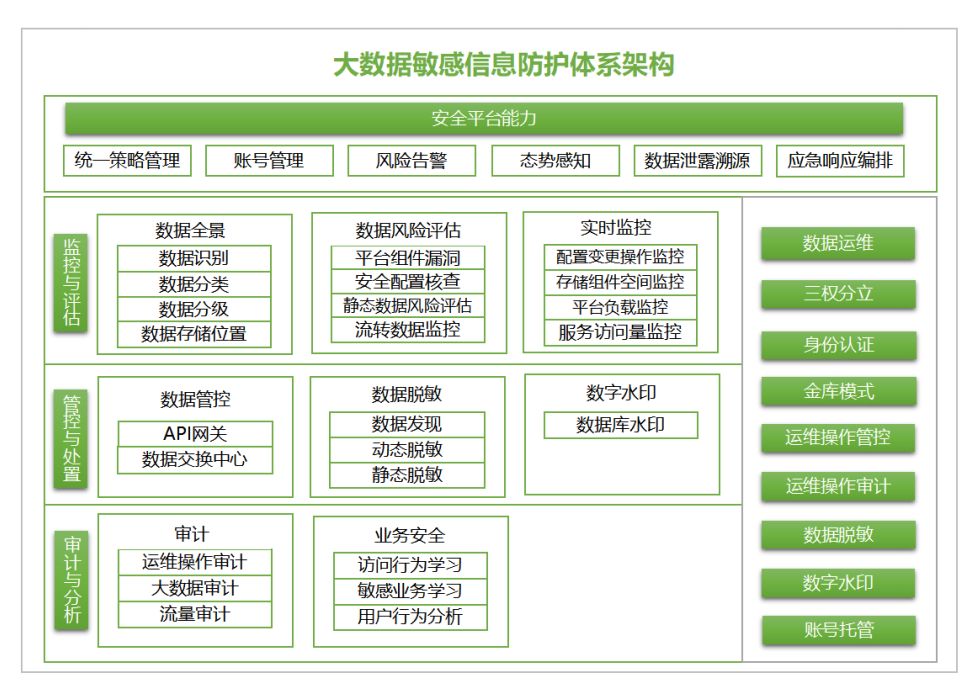 大数据敏感信息防护体系架构
安全平台能力
统一策略管理
账号管理
风险告警
态势感知
数据泄露溯源
应急响应编排
监控与评估
数据全景
数据识别
数据分类
数据分级
数据存储位置
数据风险评估
平台组件漏洞
安全配置核查
静态数据风险评估
流转数据监控
实时监控
配置变更操作监控
存储组件空间监控
平台负载监控
服务访问量监控
管控与处置
数据管控
API网关
数据交换中心
数据脱敏
数据发现
动态脱敏
静态脱敏
数字水印
数据库水印
审计与分析
审计
运维操作审计
大数据审计
流量审计
业务安全
访问行为学习
敏感业务学习
用户行为分析
数据运维
三权分立
身份认证
金库模式
运维操作管控
运维操作审计
数据脱敏
数字水印
账号托管